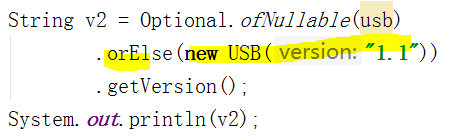 String v2 = Optional.ofNullable(usb)
.orElse(new USB( version: "1.1"))
.getVersion();
System.out.println(v2);